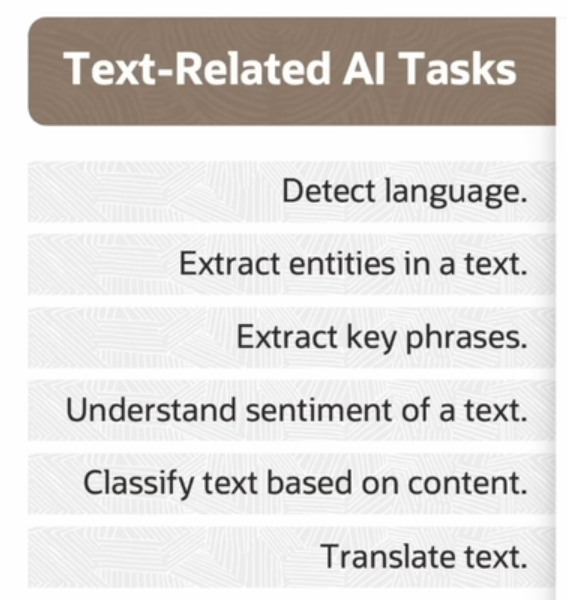 Text-Related AI Tasks
Detect language.
Extract entities in a text.
Extract key phrases.
Understand sentiment of a text.
Classify text based on content.
Translate text.